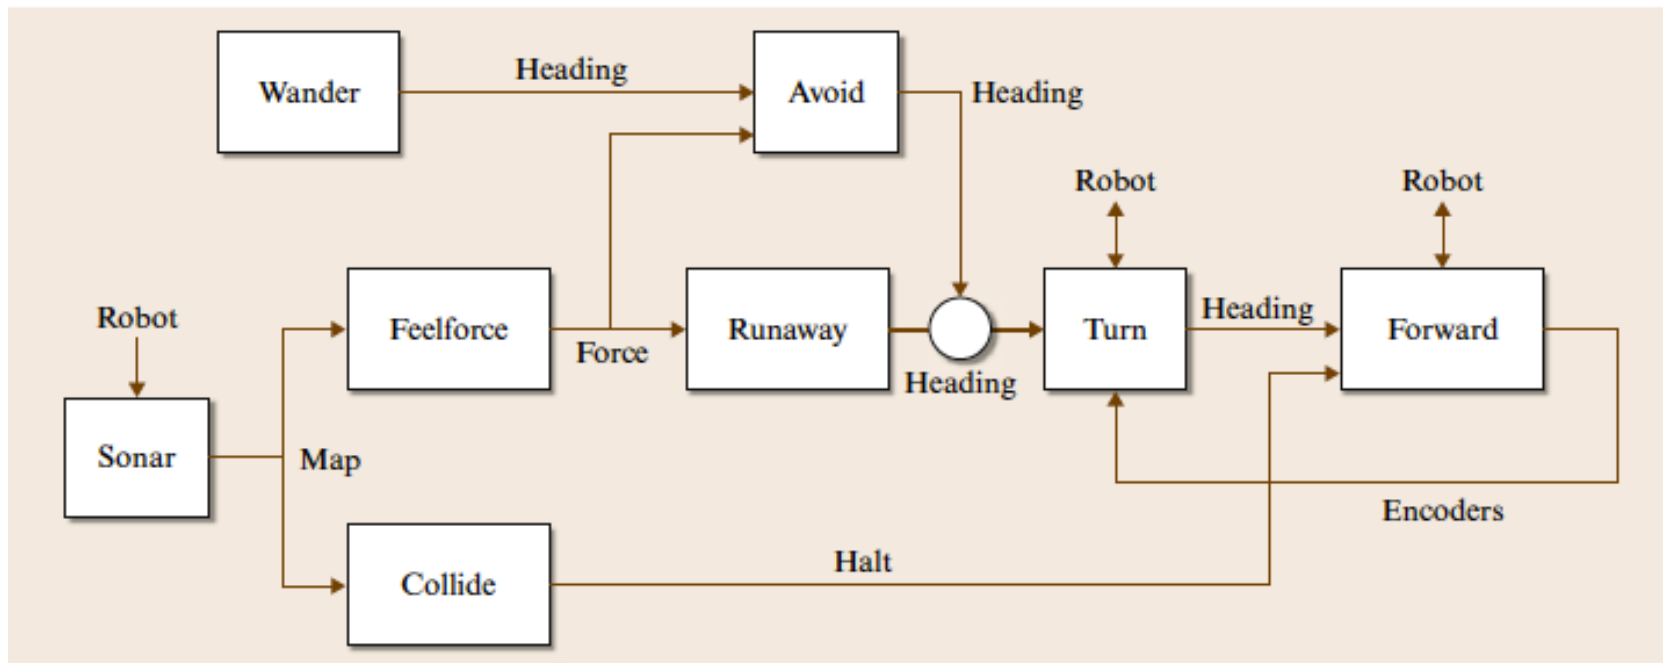 Wander
Heading
Avoid
Heading
Robot
Robot
Robot
Feelforce
Force
Runaway
Heading
Turn
Heading
Forward
Sonar
Map
Encoders
Collide
Halt